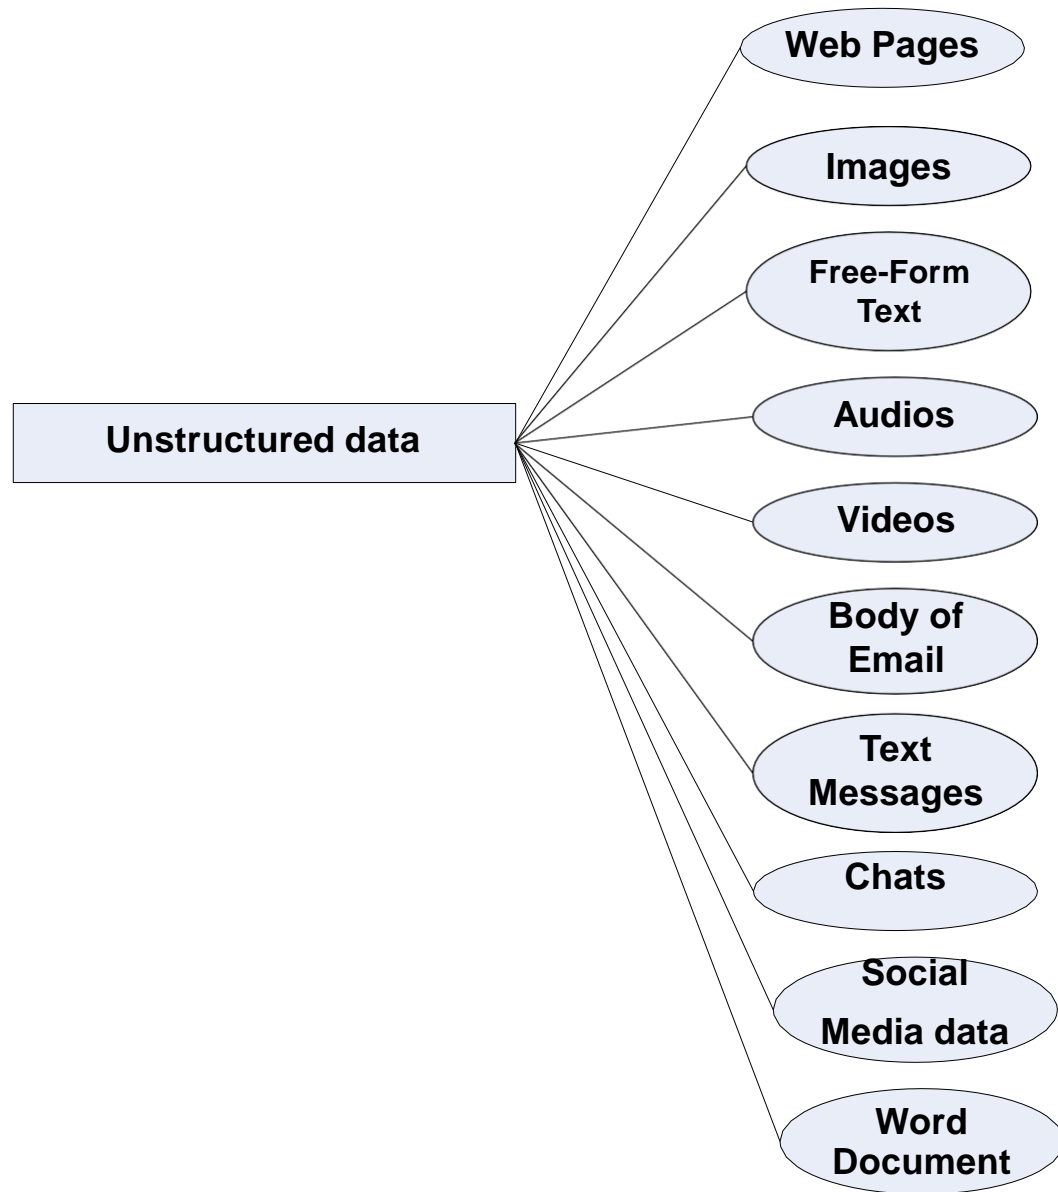 Web Pages
Images
Free-Form
Text
Unstructured data
Audios
Videos
Body of
Email
Text
Messages
Chats
Social
Media data
Word
Document